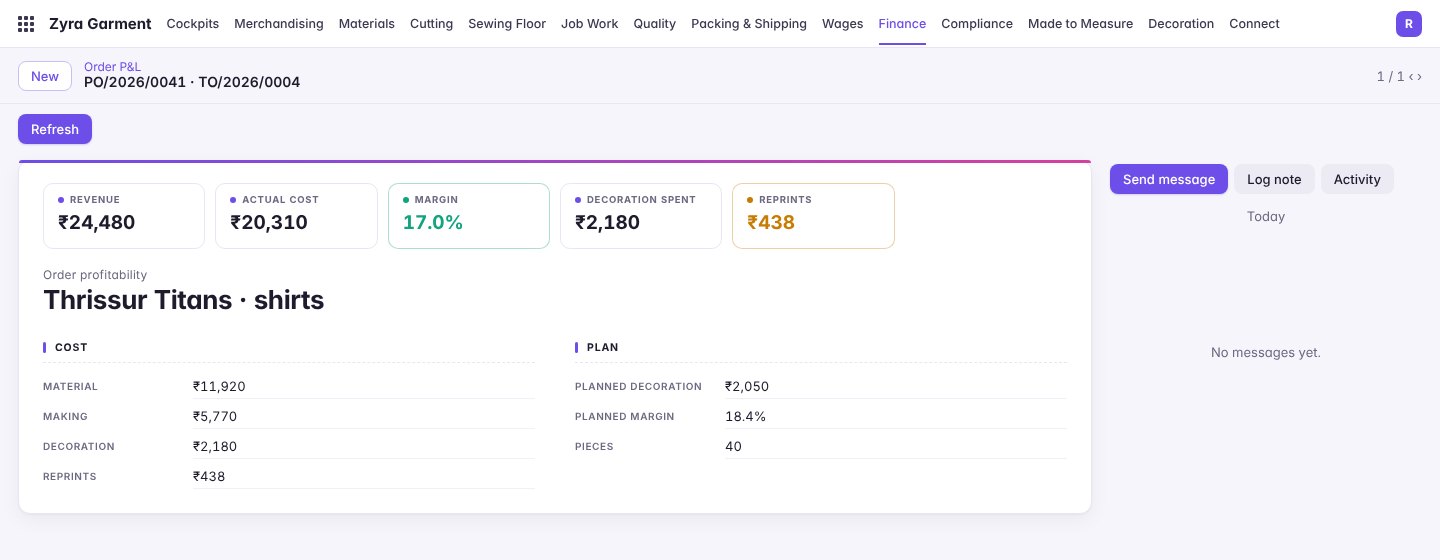 Zyra Garment Cockpits Merchandising Materials Cutting Sewing Floor Job Work Quality Packing & Shipping Wages Finance Compliance Made to Measure Decoration Connect R
New
Order P&L
PO/2026/0041 · TO/2026/0004
1 / 1 ‹ ›
Refresh
REVENUE
₹24,480
ACTUAL COST
₹20,310
MARGIN
17.0%
DECORATION SPENT
₹2,180
REPRINTS
₹438
Order profitability
Thrissur Titans · shirts
COST
MATERIAL ₹11,920
MAKING ₹5,770
DECORATION ₹2,180
REPRINTS ₹438
PLAN
PLANNED DECORATION ₹2,050
PLANNED MARGIN 18.4%
PIECES 40
Send message Log note Activity
Today
No messages yet.